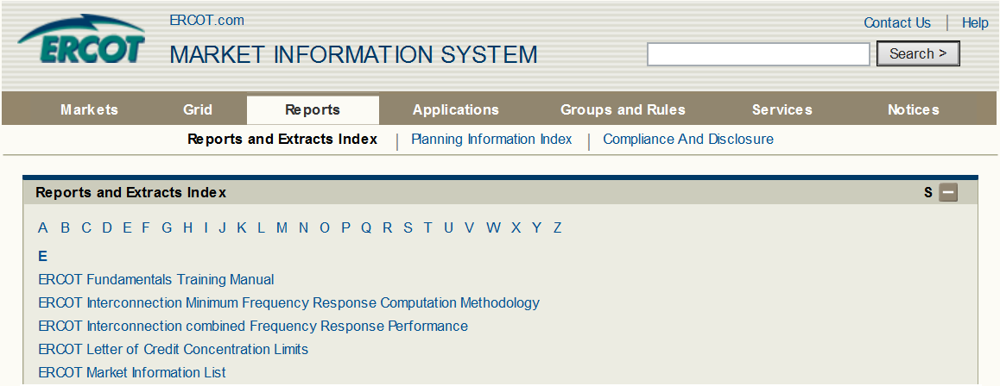 ERCOT
ERCOT.com
Contact Us | Help
MARKET INFORMATION SYSTEM
Search >
Markets Grid Reports Applications Groups and Rules Services Notices
Reports and Extracts Index | Planning Information Index | Compliance And Disclosure
Reports and Extracts Index S
A B C D E F G H I J K L M N O P Q R S T U V W X Y Z
E
ERCOT Fundamentals Training Manual
ERCOT Interconnection Minimum Frequency Response Computation Methodology
ERCOT Interconnection combined Frequency Response Performance
ERCOT Letter of Credit Concentration Limits
ERCOT Market Information List